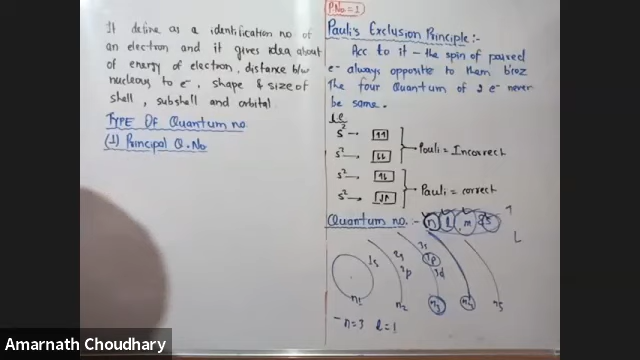 It define as a identification no. of
an electron and it gives idea about
of energy of electron, distance b/w
nucleous to e⁻, shape & size of
shell, subshell and orbital
TYPE OF Quantum no.
(1) Principal Q.No
P.No=1
Pauli's Exclusion Principle:-
Acc to it – the spin of paired
e⁻ always opposite to them b'coz
The four Quantum of 2 e⁻ never
be same.
ie
s² → ↑↑
s² → ↓↓
Pauli = Incorrect
s² → ↑↓
s² → ↓↑
Pauli = correct
Quantum no. :- n l m s
1s 2s 2p 3s 3p 3d
n1 n2 n3 n4 n5
n=3 l=1
Amarnath Choudhary